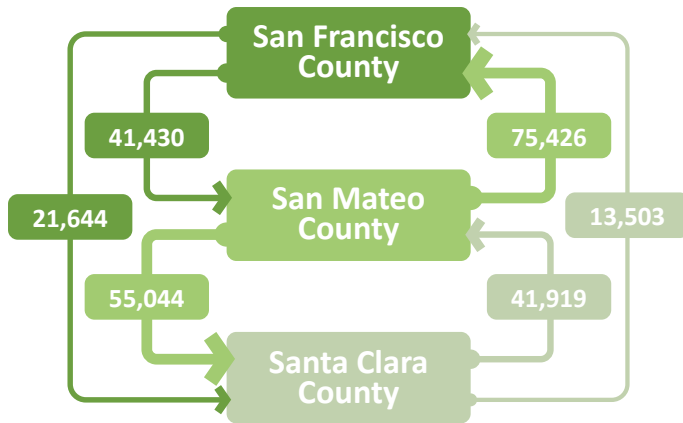 San Francisco
County
41,430
75,426
San Mateo
County
21,644
13,503
55,044
41,919
Santa Clara
County